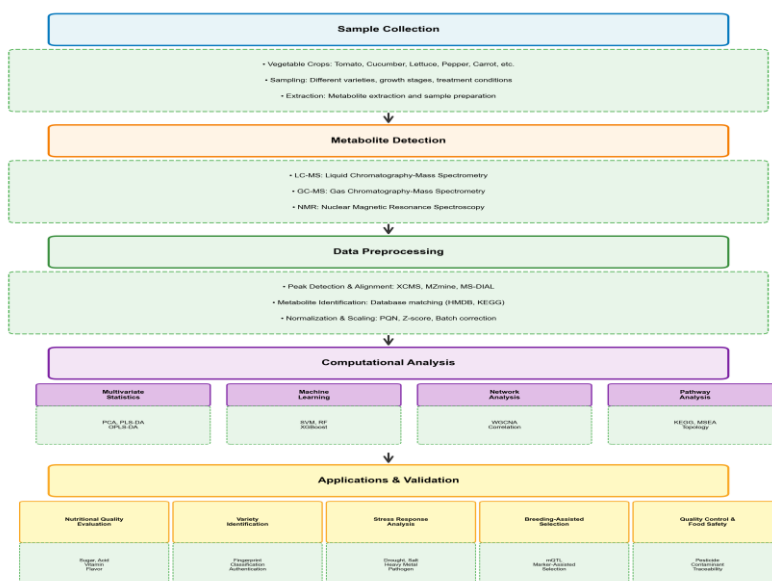 Sample Collection
• Vegetable Crops: Tomato, Cucumber, Lettuce, Pepper, Carrot, etc.
• Sampling: Different varieties, growth stages, treatment conditions
• Extraction: Metabolite extraction and sample preparation
Metabolite Detection
• LC-MS: Liquid Chromatography-Mass Spectrometry
• GC-MS: Gas Chromatography-Mass Spectrometry
• NMR: Nuclear Magnetic Resonance Spectroscopy
Data Preprocessing
• Peak Detection & Alignment: XCMS, MZmine, MS-DIAL
• Metabolite Identification: Database matching (HMDB, KEGG)
• Normalization & Scaling: PQN, Z-score, Batch correction
Computational Analysis
Multivariate
Statistics
PCA, PLS-DA
OPLS-DA
Machine
Learning
SVM, RF
XGBoost
Network
Analysis
WGCNA
Correlation
Pathway
Analysis
KEGG, MSEA
Topology
Applications & Validation
Nutritional Quality
Evaluation
Sugar, Acid
Vitamin
Flavor
Variety
Identification
Fingerprint
Classification
Authentication
Stress Response
Analysis
Drought, Salt
Heavy Metal
Pathogen
Breeding-Assisted
Selection
mQTL
Marker-Assisted
Selection
Quality Control &
Food Safety
Pesticide
Contaminant
Traceability